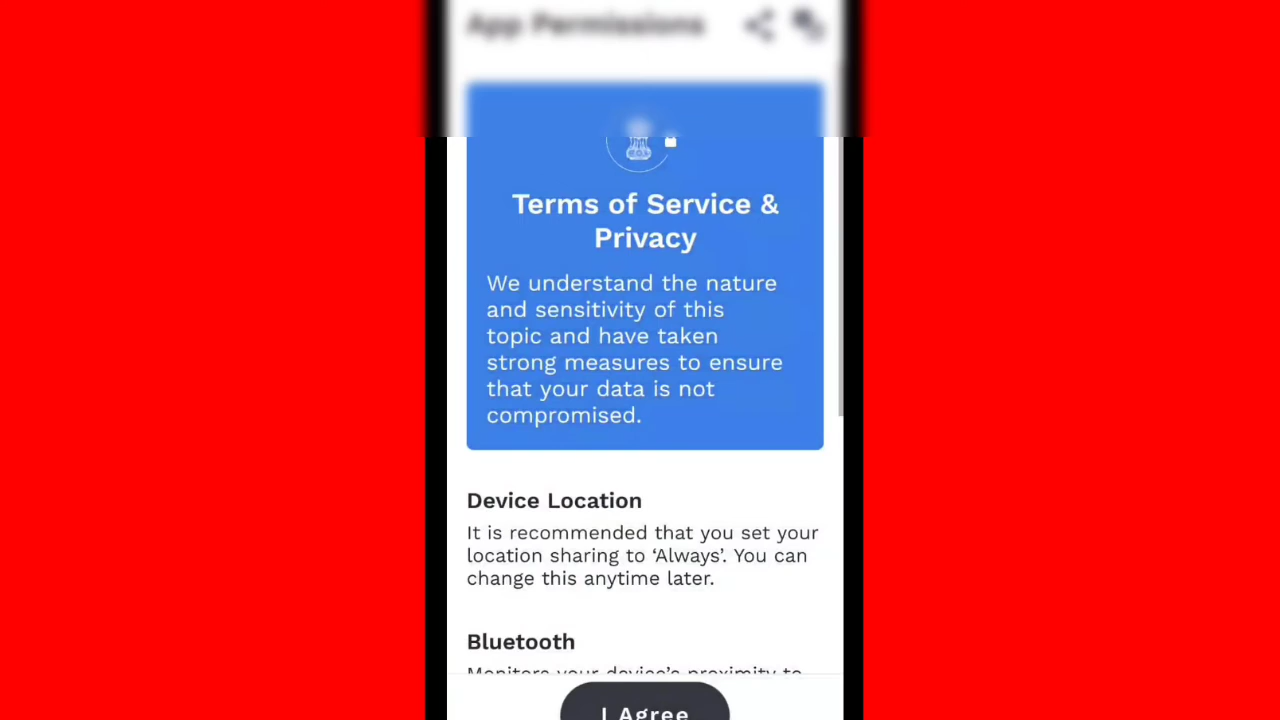 App Permissions
Terms of Service &
Privacy
We understand the nature
and sensitivity of this
topic and have taken
strong measures to ensure
that your data is not
compromised.
Device Location
It is recommended that you set your
location sharing to ‘Always’. You can
change this anytime later.
Bluetooth
Monitors your device’s proximity to
I Agree